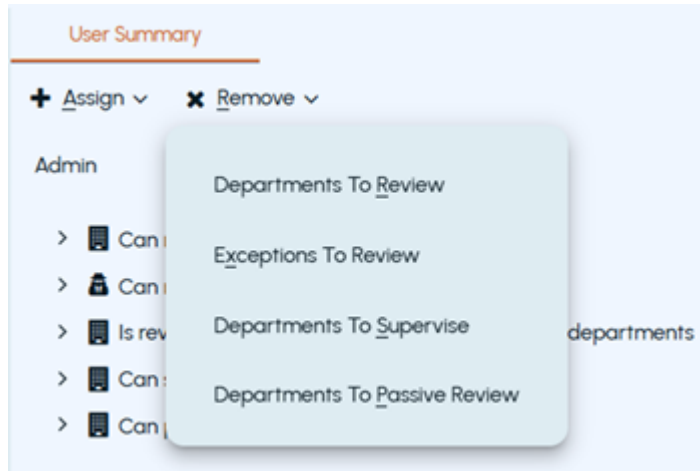 User Summary
Assign Remove
Admin
Departments To Review
Can
Exceptions To Review
Can
Departments To Supervise
Is departments
Can
Departments To Passive Review
Can